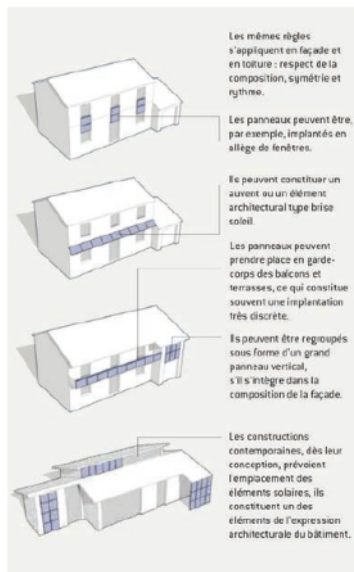 Les mêmes règles
s'appliquent en façade et
en toiture : respect de la
composition, symétrie et
rythme.
Les panneaux peuvent être,
par exemple, implantés en
allège de fenêtres.
Ils peuvent constituer un
auvent ou un élément
architectural type brise
soleil.
Les panneaux peuvent
prendre place en garde-
corps des balcons et
terrasses, ce qui constitue
souvent une implantation
très discrète.
Ils peuvent être regroupés
sous forme d'un grand
panneau vertical,
s'il s'intègre dans la
composition de la façade.
Les constructions
contemporaines, dès leur
conception, prévoient
l'emplacement des
éléments solaires, ils
constituent un des
éléments de l'expression
architecturale du bâtiment.